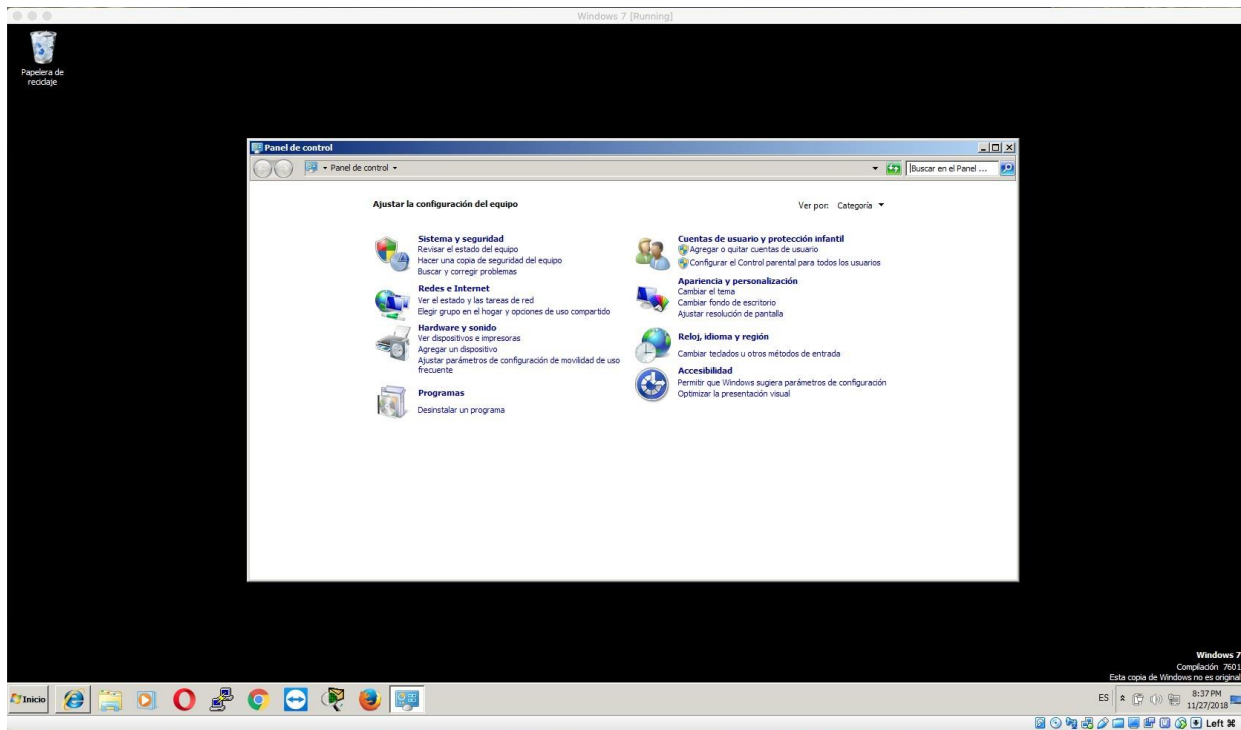 Windows 7 [Running]
Papelera de
reciclaje
Panel de control
Panel de control
Buscar en el Panel ...
Ajustar la configuración del equipo
Ver por: Categoría
Sistema y seguridad
Revisar el estado del equipo
Hacer una copia de seguridad del equipo
Buscar y corregir problemas
Redes e Internet
Ver el estado y las tareas de red
Elegir grupo en el hogar y opciones de uso compartido
Hardware y sonido
Ver dispositivos e impresoras
Agregar un dispositivo
Ajustar parámetros de configuración de movilidad de uso
frecuente
Programas
Desinstalar un programa
Cuentas de usuario y protección infantil
Agregar o quitar cuentas de usuario
Configurar el Control parental para todos los usuarios
Apariencia y personalización
Cambiar el tema
Cambiar fondo de escritorio
Ajustar resolución de pantalla
Reloj, idioma y región
Cambiar teclados u otros métodos de entrada
Accesibilidad
Permitir que Windows sugiera parámetros de configuración
Optimizar la presentación visual
Windows 7
Compilación 7601
Esta copia de Windows no es original
Inicio
ES
8:37 PM
11/27/2018
Left ⌘